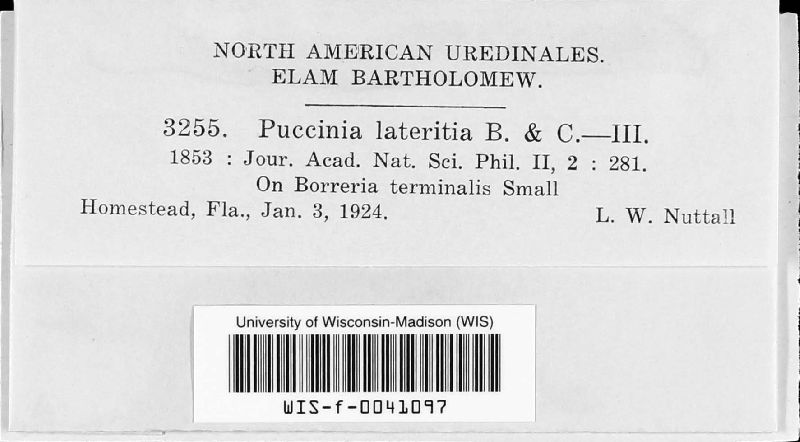 NORTH AMERICAN UREDINALES.
ELAM BARTHOLOMEW.
3255. Puccinia lateritia B. & C.—III.
1853 : Jour. Acad. Nat. Sci. Phil. II, 2 : 281.
On Borreria terminalis Small
Homestead, Fla., Jan. 3, 1924. L. W. Nuttall
University of Wisconsin-Madison (WIS)
WIS-f-0041097